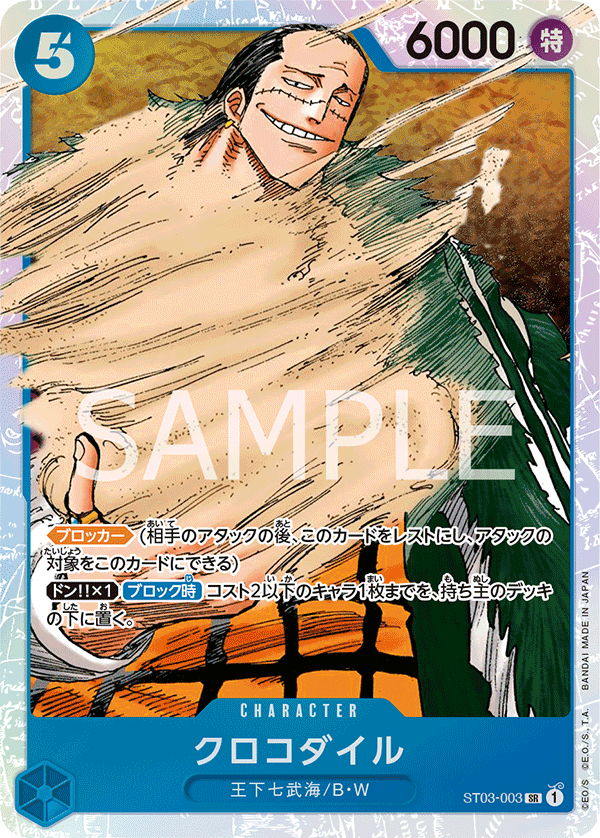 5
6000 特
SAMPLE
ブロッカー (相手のアタックの後、このカードをレストにし、アタックの
対象をこのカードにできる)
ドン!!×1 ブロック時 コスト2以下のキャラ1枚までを、持ち主のデッキ
の下に置く。
CHARACTER
クロコダイル
王下七武海/B・W
ST03-003 SR 1
©E.O/S ©E.O./S., T.A. BANDAI MADE IN JAPAN